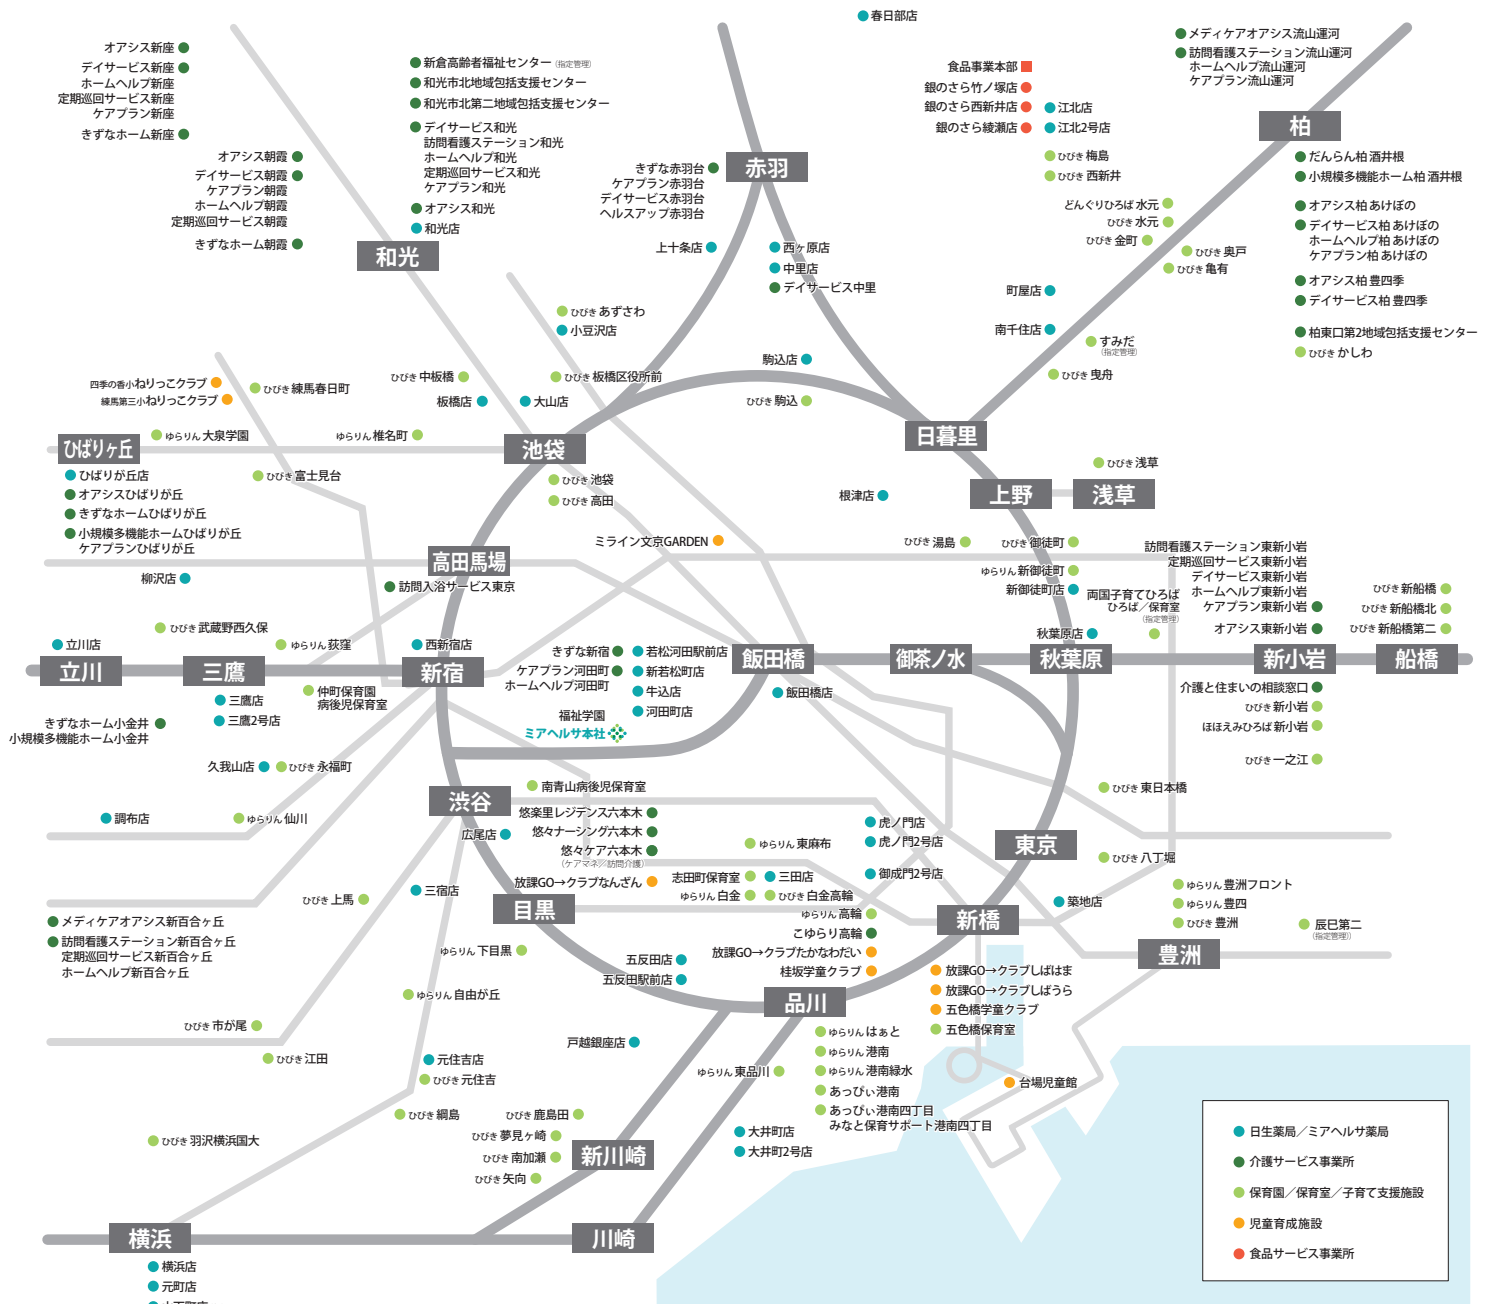 春日部店
オアシス新座
デイサービス新座
ホームヘルプ新座
定期巡回サービス新座
ケアプラン新座
きずなホーム新座
オアシス朝霞
デイサービス朝霞
ケアプラン朝霞
ホームヘルプ朝霞
定期巡回サービス朝霞
きずなホーム朝霞
新倉高齢者福祉センター (指定管理)
和光市北地域包括支援センター
和光市北第二地域包括支援センター
デイサービス和光
訪問看護ステーション和光
ホームヘルプ和光
定期巡回サービス和光
ケアプラン和光
オアシス和光
和光店
和光
きずな赤羽台
ケアプラン赤羽台
デイサービス赤羽台
ヘルスアップ赤羽台
赤羽
上十条店
西ヶ原店
中里店
デイサービス中里
食品事業本部
銀のさら竹ノ塚店
銀のさら西新井店
銀のさら綾瀬店
江北店
江北2号店
ひびき 梅島
ひびき 西新井
どんぐりひろば 水元
ひびき 水元
ひびき 金町
ひびき 奥戸
ひびき 亀有
町屋店
南千住店
すみだ
(指定管理)
ひびき 曳舟
メディケアオアシス流山運河
訪問看護ステーション流山運河
ホームヘルプ流山運河
ケアプラン流山運河
柏
だんらん柏 酒井根
小規模多機能ホーム柏 酒井根
オアシス柏 あけぼの
デイサービス柏 あけぼの
ホームヘルプ柏 あけぼの
ケアプラン柏 あけぼの
オアシス柏 豊四季
デイサービス柏 豊四季
柏東口第2地域包括支援センター
ひびき かしわ
ひびき あずさわ
小豆沢店
駒込店
ひびき 駒込
四季の香小ねりっこクラブ
練馬第三小ねりっこクラブ
ひびき 練馬春日町
ひびき 中板橋
板橋店
ひびき 板橋区役所前
大山店
ゆらりん 大泉学園
ゆらりん 椎名町
ひばりヶ丘
池袋
日暮里
ひばりが丘店
オアシスひばりが丘
きずなホームひばりが丘
小規模多機能ホームひばりが丘
ケアプランひばりが丘
ひびき 富士見台
ひびき 池袋
ひびき 高田
根津店
上野
浅草
ひびき 浅草
柳沢店
高田馬場
訪問入浴サービス東京
ミライン文京GARDEN
ひびき 湯島
ひびき 御徒町
ゆらりん 新御徒町
新御徒町店
両国子育てひろば
ひろば／保育室
(指定管理)
秋葉原店
訪問看護ステーション東新小岩
定期巡回サービス東新小岩
デイサービス東新小岩
ホームヘルプ東新小岩
ケアプラン東新小岩
オアシス東新小岩
ひびき 新船橋
ひびき 新船橋北
ひびき 新船橋第二
立川店
ひびき 武蔵野西久保
ゆらりん 荻窪
西新宿店
きずな新宿
ケアプラン河田町
ホームヘルプ河田町
若松河田駅前店
新若松町店
牛込店
河田町店
立川
三鷹
新宿
飯田橋
御茶ノ水
秋葉原
新小岩
船橋
三鷹店
三鷹2号店
仲町保育園
病後児保育室
飯田橋店
きずなホーム小金井
小規模多機能ホーム小金井
福祉学園
ミアヘルサ本社
介護と住まいの相談窓口
ひびき 新小岩
ほほえみひろば 新小岩
ひびき 一之江
久我山店
ひびき 永福町
調布店
ゆらりん 仙川
渋谷
南青山病後児保育室
悠楽里レジデンス六本木
悠々ナーシング六本木
悠々ケア六本木
(ケアマネ／訪問介護)
放課GO→クラブなんざん
広尾店
ひびき 東日本橋
東京
虎ノ門店
虎ノ門2号店
御成門2号店
ゆらりん 東麻布
志田町保育室
三田店
ゆらりん 白金
ひびき 白金高輪
ひびき 八丁堀
ゆらりん 豊洲フロント
ゆらりん 豊四
ひびき 豊洲
辰巳第二
(指定管理)
築地店
三宿店
ひびき 上馬
目黒
ゆらりん 高輪
こゆらり高輪
放課GO→クラブたかなわだい
桂坂学童クラブ
新橋
豊洲
メディケアオアシス新百合ヶ丘
訪問看護ステーション新百合ヶ丘
定期巡回サービス新百合ヶ丘
ホームヘルプ新百合ヶ丘
ゆらりん 下目黒
五反田店
五反田駅前店
放課GO→クラブしばはま
放課GO→クラブしばうら
五色橋学童クラブ
五色橋保育室
品川
ゆらりん 自由が丘
ひびき 市が尾
ひびき 江田
元住吉店
ひびき 元住吉
戸越銀座店
ゆらりん 東品川
ゆらりん はぁと
ゆらりん 港南
ゆらりん 港南緑水
あっぴぃ港南
あっぴぃ港南四丁目
みなと保育サポート港南四丁目
台場児童館
ひびき 綱島
ひびき 鹿島田
ひびき 夢見ヶ崎
ひびき 南加瀬
ひびき 矢向
ひびき 羽沢横浜国大
新川崎
大井町店
大井町2号店
横浜
川崎
横浜店
元町店
日生薬局／ミアヘルサ薬局
介護サービス事業所
保育園／保育室／子育て支援施設
児童育成施設
食品サービス事業所